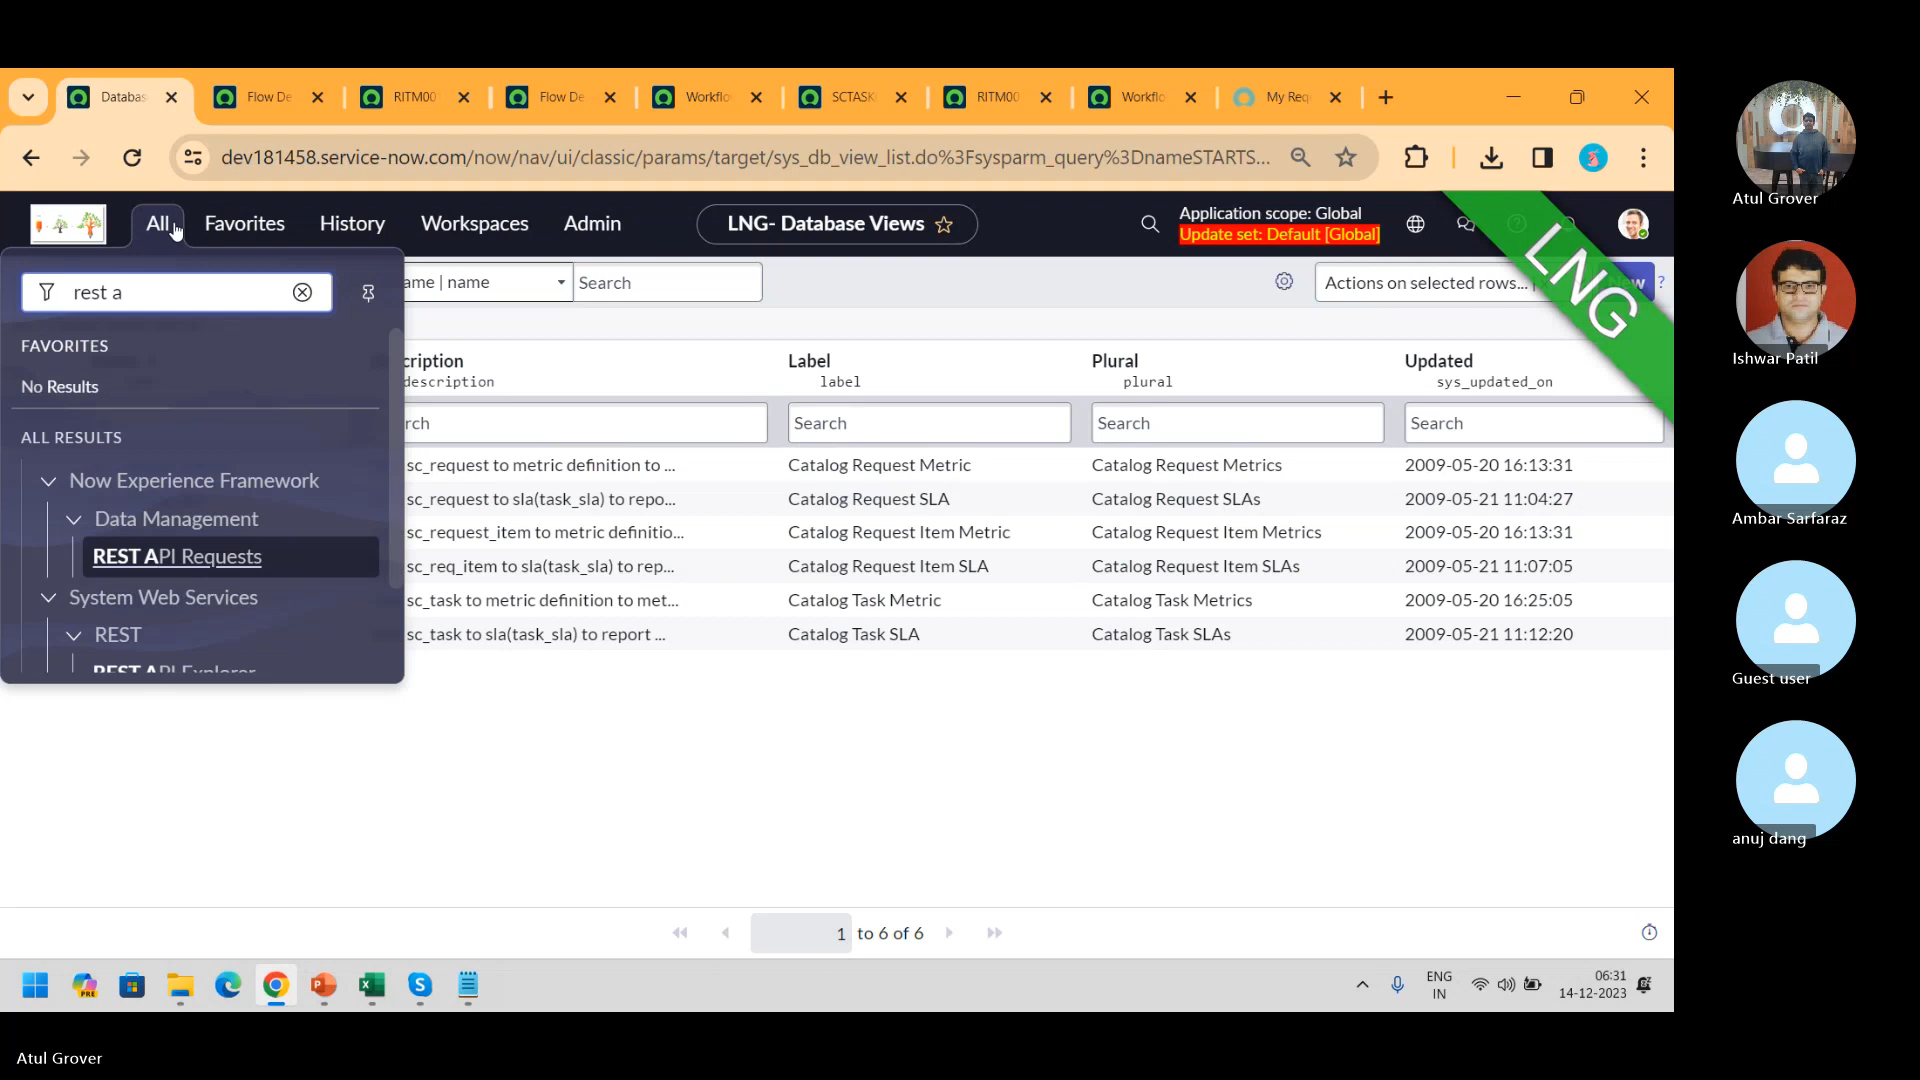 Databas
Flow De
RITM00
Flow De
Workflo
SCTASK
RITM00
Workflo
My Req
dev181458.service-now.com/now/nav/ui/classic/params/target/sys_db_view_list.do%3Fsysparm_query%3DnameSTARTS...
All
Favorites
History
Workspaces
Admin
LNG- Database Views
Application scope: Global
Update set: Default [Global]
LNG
rest a
ame | name
Search
Actions on selected rows...
New
?
FAVORITES
No Results
ALL RESULTS
Now Experience Framework
Data Management
REST API Requests
System Web Services
REST
REST API Explorer
cription
description
Label
label
Plural
plural
Updated
sys_updated_on
rch
Search
Search
Search
sc_request to metric definition to ...
Catalog Request Metric
Catalog Request Metrics
2009-05-20 16:13:31
sc_request to sla(task_sla) to repo...
Catalog Request SLA
Catalog Request SLAs
2009-05-21 11:04:27
sc_request_item to metric definitio...
Catalog Request Item Metric
Catalog Request Item Metrics
2009-05-20 16:13:31
sc_req_item to sla(task_sla) to rep...
Catalog Request Item SLA
Catalog Request Item SLAs
2009-05-21 11:07:05
sc_task to metric definition to met...
Catalog Task Metric
Catalog Task Metrics
2009-05-20 16:25:05
sc_task to sla(task_sla) to report ...
Catalog Task SLA
Catalog Task SLAs
2009-05-21 11:12:20
1 to 6 of 6
PRE
ENG
IN
06:31
14-12-2023
Atul Grover
Ishwar Patil
Ambar Sarfaraz
Guest user
anuj dang
Atul Grover